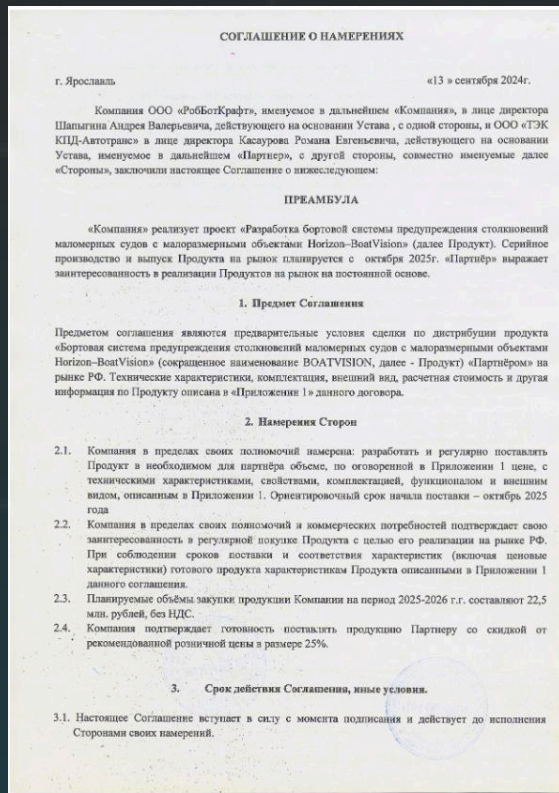 СОГЛАШЕНИЕ О НАМЕРЕНИЯХ
г. Ярославль «13 » сентября 2024г.
Компания ООО «РобБотКрафт», именуемое в дальнейшем «Компания», в лице директора
Шапыгина Андрея Валерьевича, действующего на основании Устава , с одной стороны, и ООО «ТЭК
КПД-Автотранс» в лице директора Касаурова Романа Евгеньевича, действующего на основании
Устава, именуемое в дальнейшем «Партнер», с другой стороны, совместно именуемые далее
«Стороны», заключили настоящее Соглашение о нижеследующем:
ПРЕАМБУЛА
«Компания» реализует проект «Разработка бортовой системы предупреждения столкновений
маломерных судов с малоразмерными объектами Horizon–BoatVision» (далее Продукт). Серийное
производство и выпуск Продукта на рынок планируется с октября 2025г. «Партнёр» выражает
заинтересованность в реализации Продуктов на рынок на постоянной основе.
1. Предмет Соглашения
Предметом соглашения являются предварительные условия сделки по дистрибуции продукта
«Бортовая система предупреждения столкновений маломерных судов с малоразмерными объектами
Horizon–BoatVision» (сокращенное наименование BOATVISION, далее - Продукт) «Партнёром» на
рынке РФ. Технические характеристики, комплектация, внешний вид, расчетная стоимость и другая
информация по Продукту описана в «Приложении 1» данного договора.
2. Намерения Сторон
2.1. Компания в пределах своих полномочий намерена: разработать и регулярно поставлять
Продукт в необходимом для партнёра объеме, по оговоренной в Приложении 1 цене, с
техническими характеристиками, свойствами, комплектацией, функционалом и внешним
видом, описанным в Приложении 1. Ориентировочный срок начала поставки – октябрь 2025
года
2.2. Компания в пределах своих полномочий и коммерческих потребностей подтверждает свою
заинтересованность в регулярной покупке Продукта с целью его реализации на рынке РФ.
При соблюдении сроков поставки и соответствия характеристик (включая ценовые
характеристики) готового продукта характеристикам Продукта описанными в Приложении 1
данного соглашения.
2.3. Планируемые объёмы закупки продукции Компании на период 2025-2026 г.г. составляют 22,5
млн. рублей, без НДС.
2.4. Компания подтверждает готовность поставлять продукцию Партнеру со скидкой от
рекомендованной розничной цены в размере 25%.
3. Срок действия Соглашения, иные условия.
3.1. Настоящее Соглашение вступает в силу с момента подписания и действует до исполнения
Сторонами своих намерений.